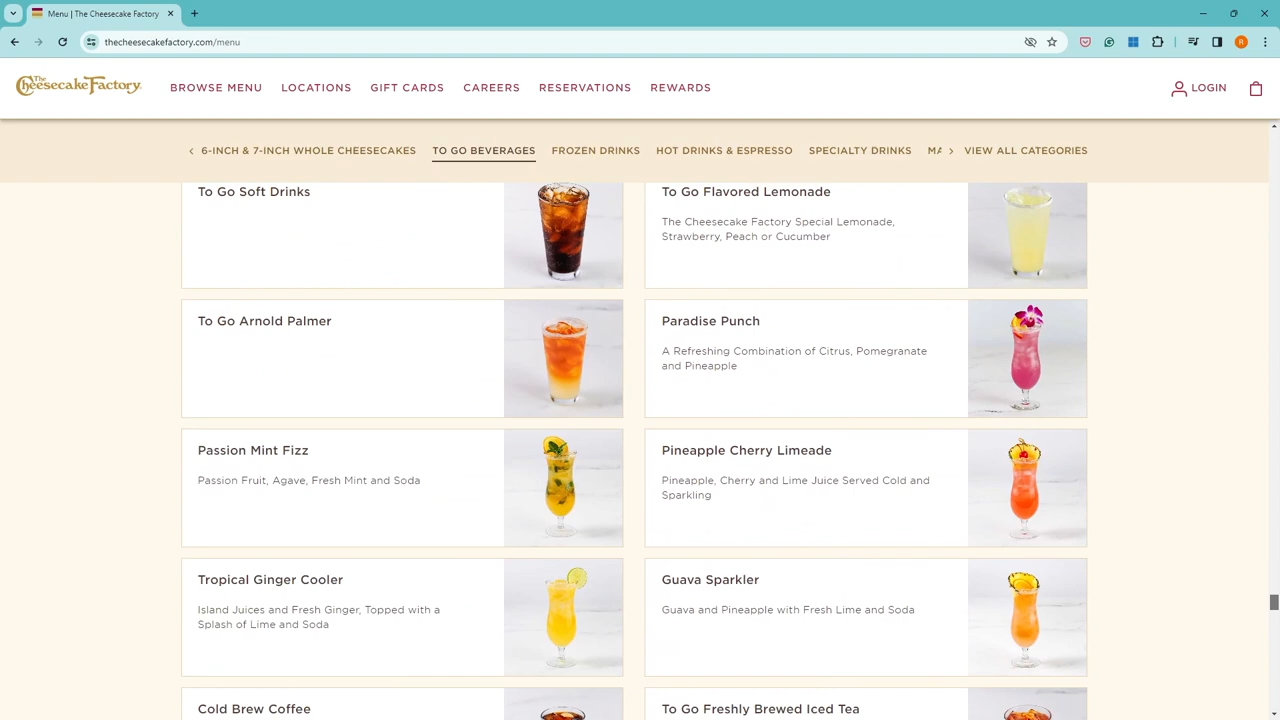 Menu | The Cheesecake Factory
thecheesecakefactory.com/menu
R
The Cheesecake Factory
BROWSE MENU
LOCATIONS
GIFT CARDS
CAREERS
RESERVATIONS
REWARDS
LOGIN
6-INCH & 7-INCH WHOLE CHEESECAKES
TO GO BEVERAGES
FROZEN DRINKS
HOT DRINKS & ESPRESSO
SPECIALTY DRINKS
MA
VIEW ALL CATEGORIES
To Go Soft Drinks
To Go Flavored Lemonade
The Cheesecake Factory Special Lemonade,
Strawberry, Peach or Cucumber
To Go Arnold Palmer
Paradise Punch
A Refreshing Combination of Citrus, Pomegranate
and Pineapple
Passion Mint Fizz
Passion Fruit, Agave, Fresh Mint and Soda
Pineapple Cherry Limeade
Pineapple, Cherry and Lime Juice Served Cold and
Sparkling
Tropical Ginger Cooler
Island Juices and Fresh Ginger, Topped with a
Splash of Lime and Soda
Guava Sparkler
Guava and Pineapple with Fresh Lime and Soda
Cold Brew Coffee
To Go Freshly Brewed Iced Tea